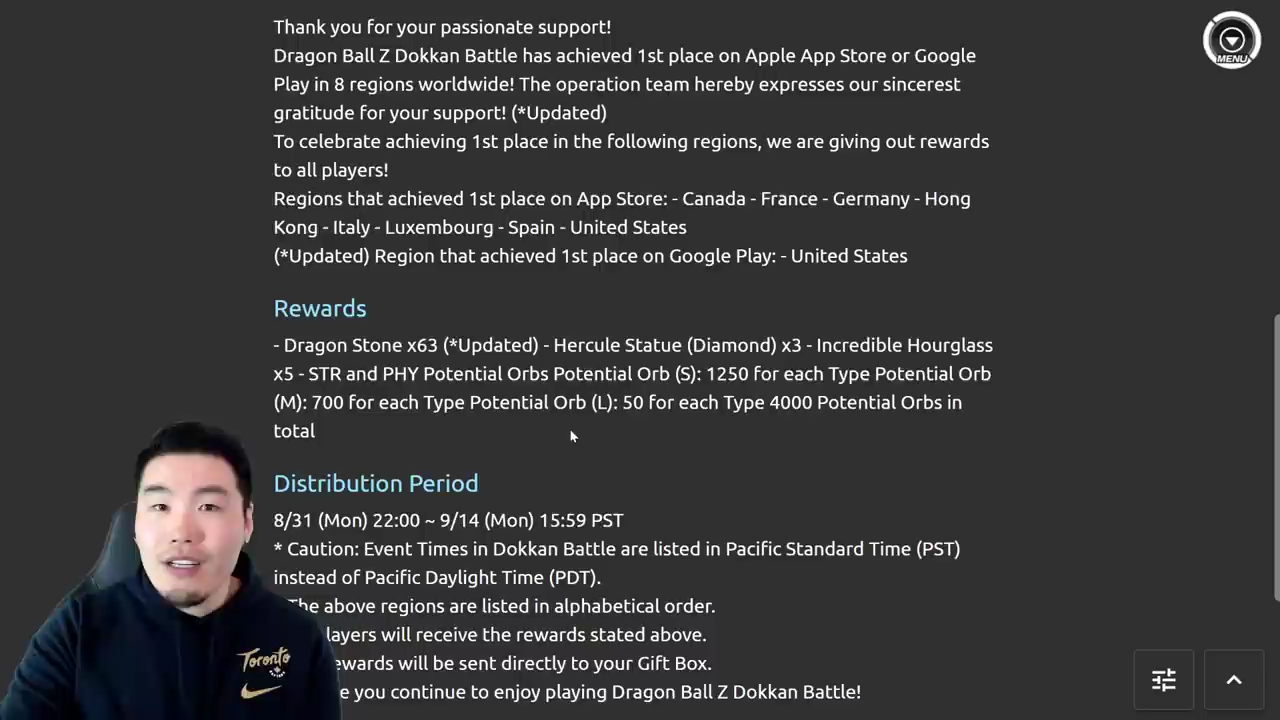 Thank you for your passionate support!
MENU
Dragon Ball Z Dokkan Battle has achieved 1st place on Apple App Store or Google
Play in 8 regions worldwide! The operation team hereby expresses our sincerest
gratitude for your support! (*Updated)
To celebrate achieving 1st place in the following regions, we are giving out rewards
to all players!
Regions that achieved 1st place on App Store: - Canada - France - Germany - Hong
Kong - Italy - Luxembourg - Spain - United States
(*Updated) Region that achieved 1st place on Google Play: - United States
Rewards
- Dragon Stone x63 (*Updated) - Hercule Statue (Diamond) x3 - Incredible Hourglass
x5 - STR and PHY Potential Orbs Potential Orb (S): 1250 for each Type Potential Orb
(M): 700 for each Type Potential Orb (L): 50 for each Type 4000 Potential Orbs in
total
Distribution Period
8/31 (Mon) 22:00 ~ 9/14 (Mon) 15:59 PST
* Caution: Event Times in Dokkan Battle are listed in Pacific Standard Time (PST)
instead of Pacific Daylight Time (PDT).
The above regions are listed in alphabetical order.
layers will receive the rewards stated above.
ewards will be sent directly to your Gift Box.
e you continue to enjoy playing Dragon Ball Z Dokkan Battle!
Toronto